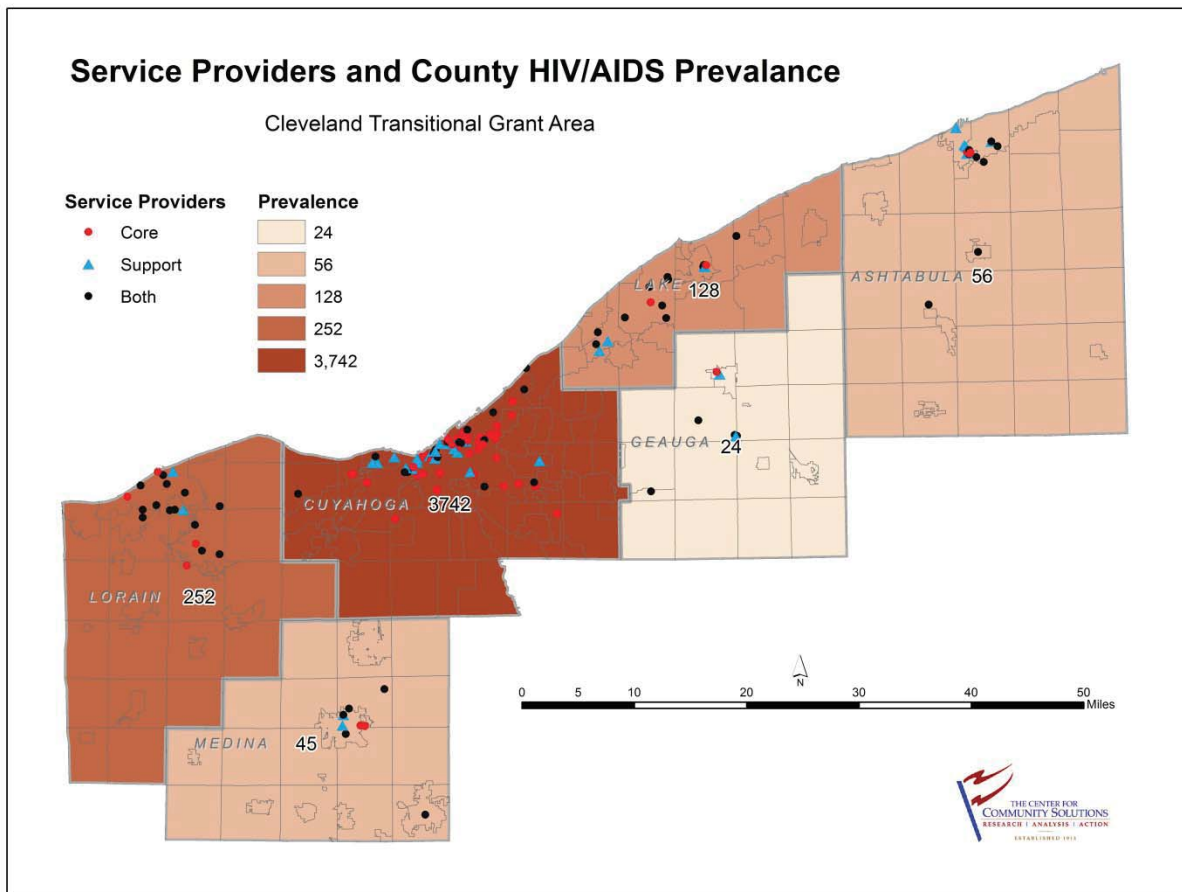 Service Providers and County HIV/AIDS Prevalance
Cleveland Transitional Grant Area
Service Providers
Core
Support
Both
Prevalence
24
56
128
252
3,742
ASHTABULA
56
LAKE
128
GEAUGA
24
CUYAHOGA
3742
LORAIN
252
MEDINA
45
N
0 10 20 30 40 50
Miles
THE CENTER FOR
COMMUNITY SOLUTIONS
RESEARCH | ANALYSIS | ACTION
ESTABLISHED 1913